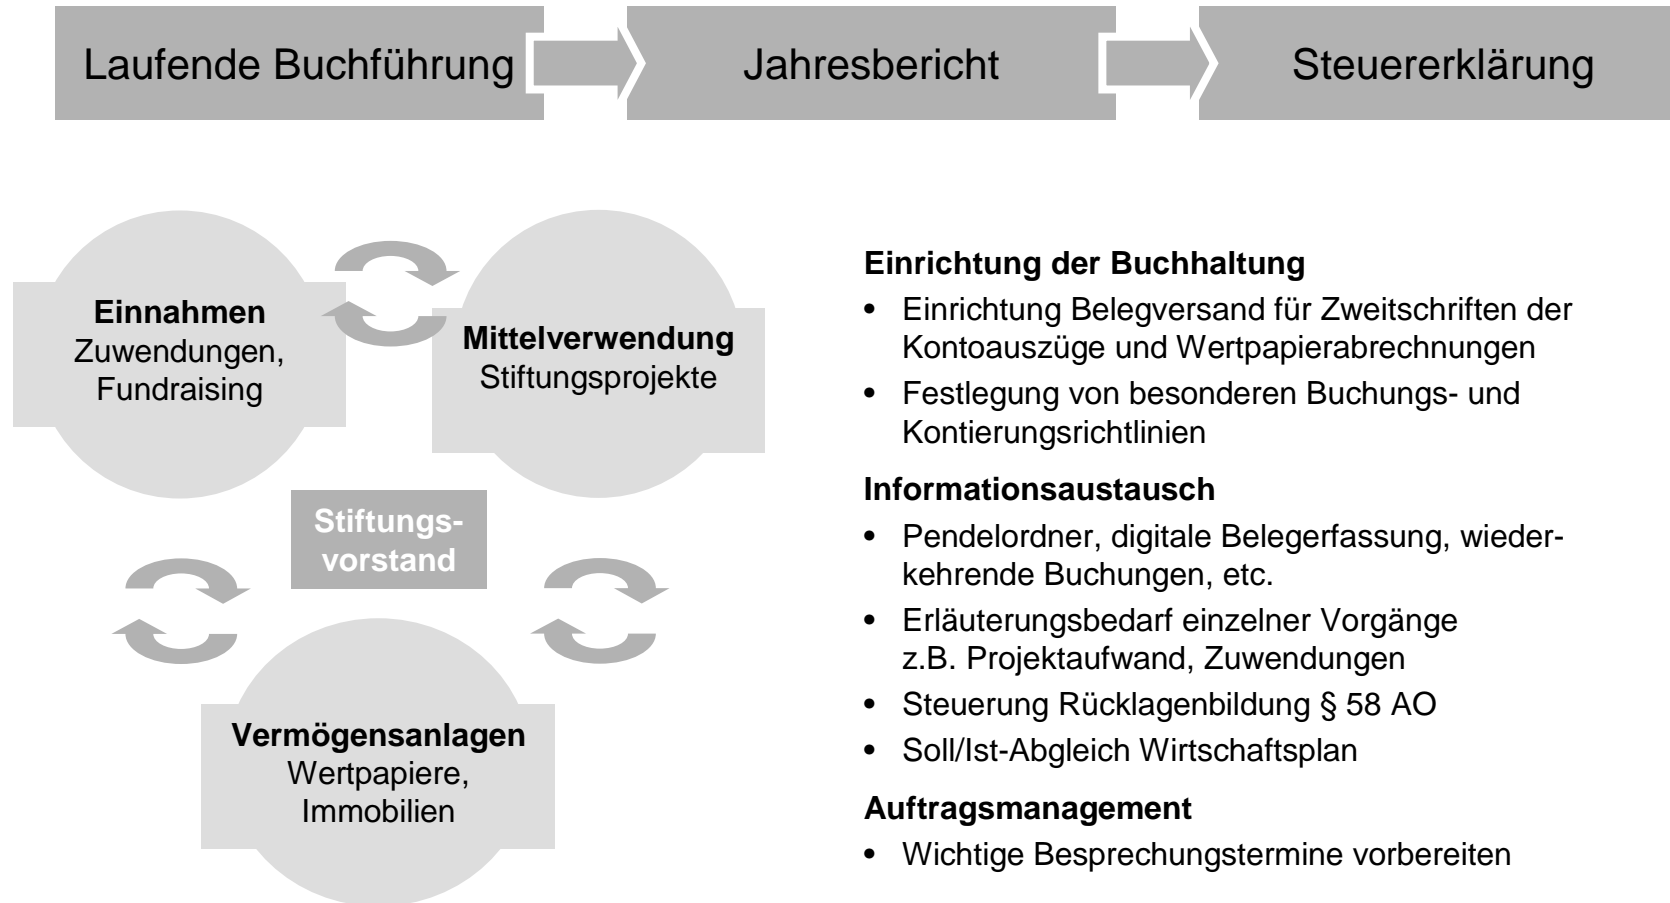 Laufende Buchführung
Jahresbericht
Steuererklärung
Einnahmen
Zuwendungen,
Fundraising
Mittelverwendung
Stiftungsprojekte
Stiftungs-
vorstand
Vermögensanlagen
Wertpapiere,
Immobilien
Einrichtung der Buchhaltung
• Einrichtung Belegversand für Zweitschriften der
Kontoauszüge und Wertpapierabrechnungen
• Festlegung von besonderen Buchungs- und
Kontierungsrichtlinien
Informationsaustausch
• Pendelordner, digitale Belegerfassung, wieder-
kehrende Buchungen, etc.
• Erläuterungsbedarf einzelner Vorgänge
z.B. Projektaufwand, Zuwendungen
• Steuerung Rücklagenbildung § 58 AO
• Soll/Ist-Abgleich Wirtschaftsplan
Auftragsmanagement
• Wichtige Besprechungstermine vorbereiten